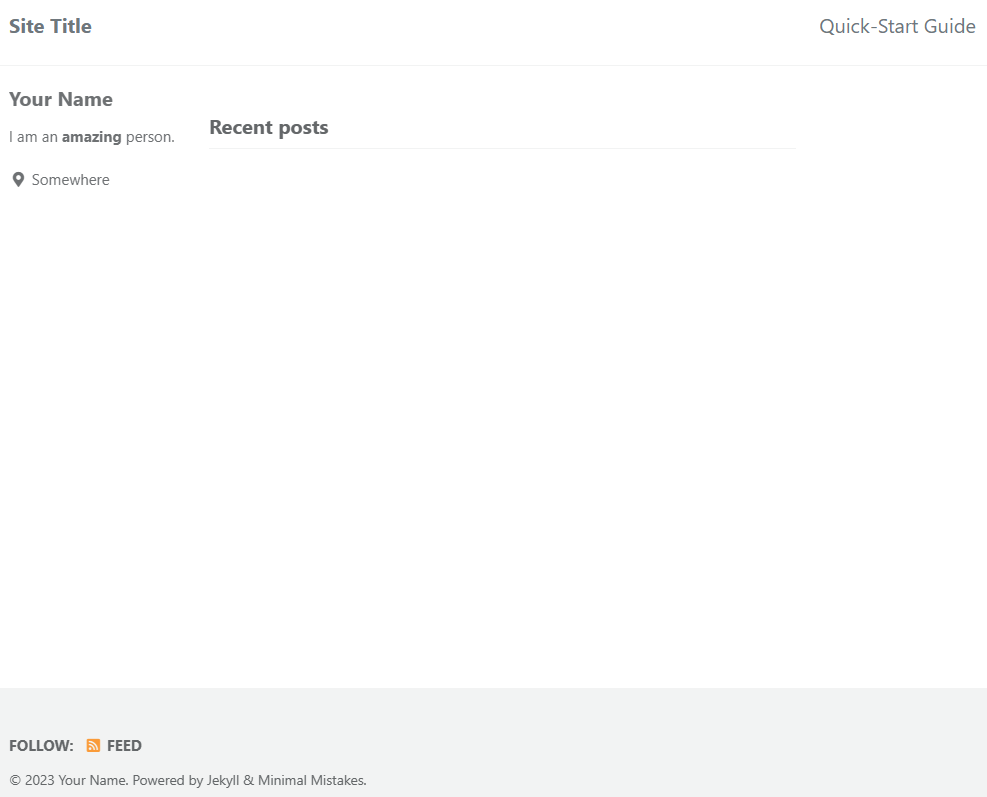 Site Title
Quick-Start Guide
Your Name
I am an amazing person.
Somewhere
Recent posts
FOLLOW: FEED
© 2023 Your Name. Powered by Jekyll & Minimal Mistakes.